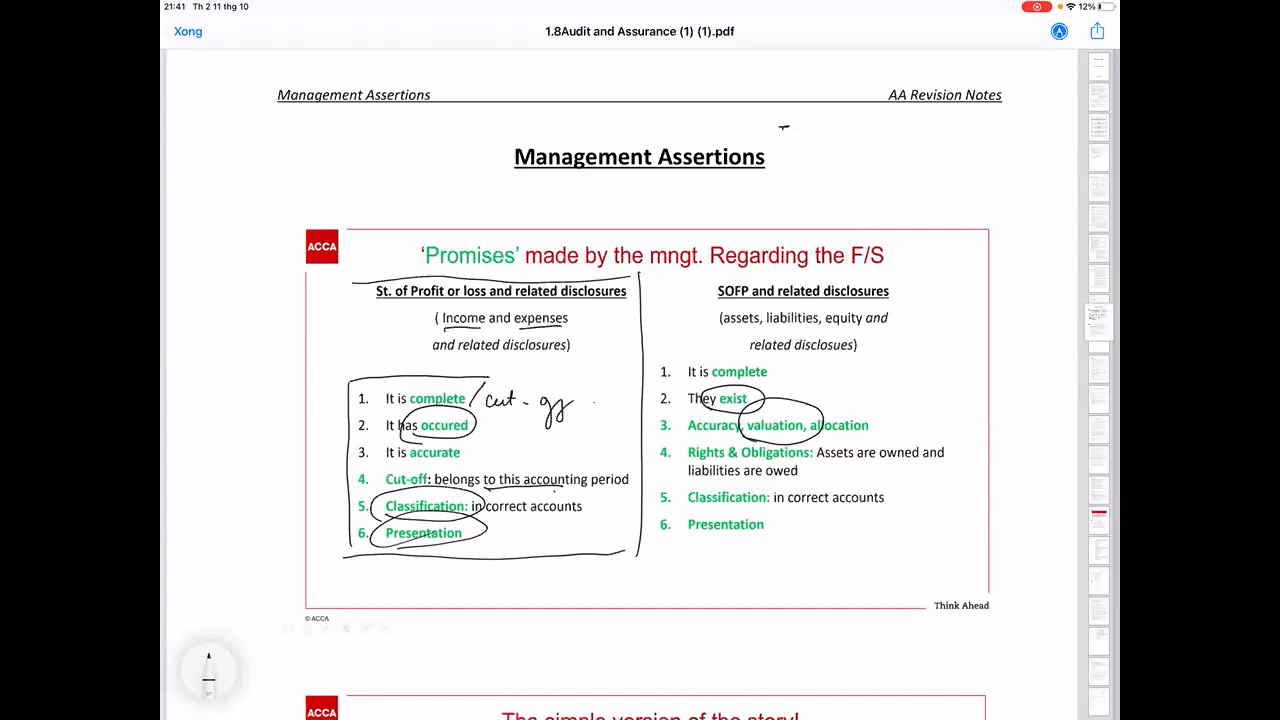 21:41 Th 2 11 thg 10
12%
Xong
1.8Audit and Assurance (1) (1).pdf
Management Assertions
AA Revision Notes
Management Assertions
ACCA
'Promises' made by the mngt. Regarding the F/S
St. of Profit or loss and related disclosures
( Income and expenses
and related disclosures)
1. It is complete / cut-off
2. It has occured
3. It is accurate
4. Cut-off: belongs to this accounting period
5. Classification: in correct accounts
6. Presentation
SOFP and related disclosures
(assets, liabilities, equity and
related disclosues)
1. It is complete
2. They exist
3. Accuracy, valuation, allocation
4. Rights & Obligations: Assets are owned and
liabilities are owed
5. Classification: in correct accounts
6. Presentation
Think Ahead
© ACCA
ACCA
The simple version of the story!